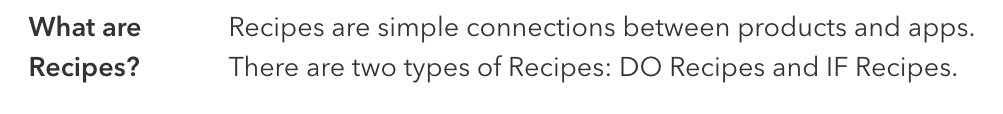 What are Recipes are simple connections between products and apps.
Recipes? There are two types of Recipes: DO Recipes and IF Recipes.